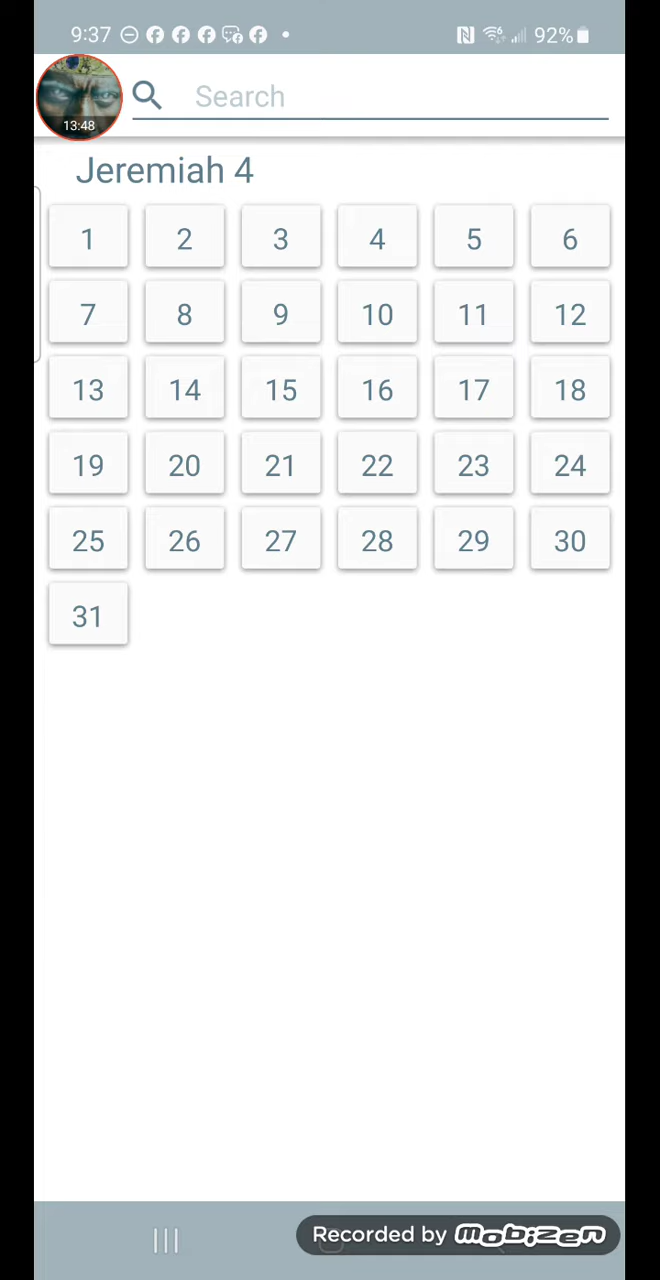 9:37 92%
13:48
Search
Jeremiah 4
1 2 3 4 5 6
7 8 9 10 11 12
13 14 15 16 17 18
19 20 21 22 23 24
25 26 27 28 29 30
31
Recorded by mobizen